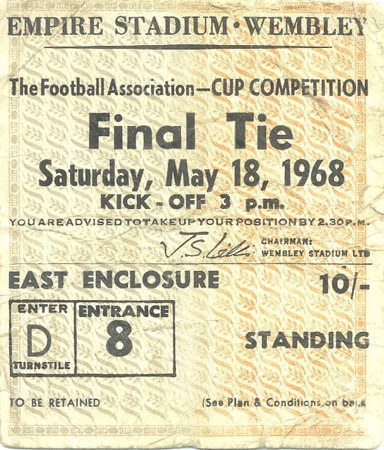 EMPIRE STADIUM · WEMBLEY
The Football Association—CUP COMPETITION
Final Tie
Saturday, May 18, 1968
KICK - OFF 3 p.m.
YOU ARE ADVISED TO TAKE UP YOUR POSITION BY 2.30 P.M.
CHAIRMAN:
WEMBLEY STADIUM LTD
EAST ENCLOSURE 10/-
ENTER ENTRANCE
D 8
TURNSTILE
STANDING
TO BE RETAINED (See Plan & Conditions on back